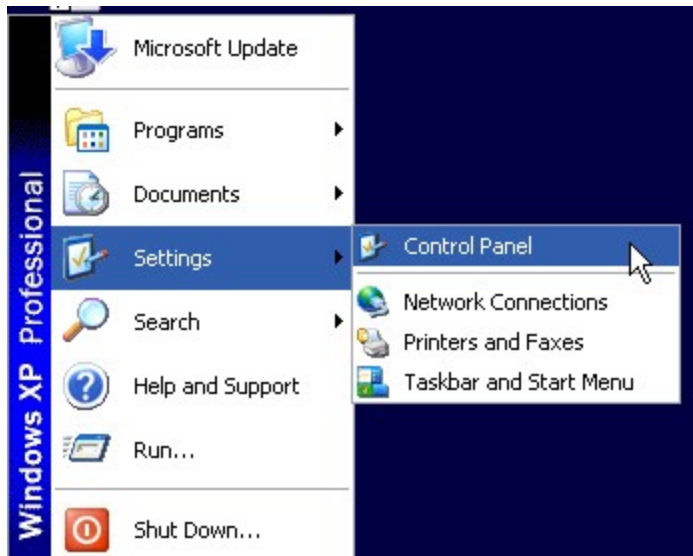 Microsoft Update
Programs
Documents
Settings
Control Panel
Network Connections
Printers and Faxes
Taskbar and Start Menu
Search
Help and Support
Run...
Shut Down...
Windows XP Professional